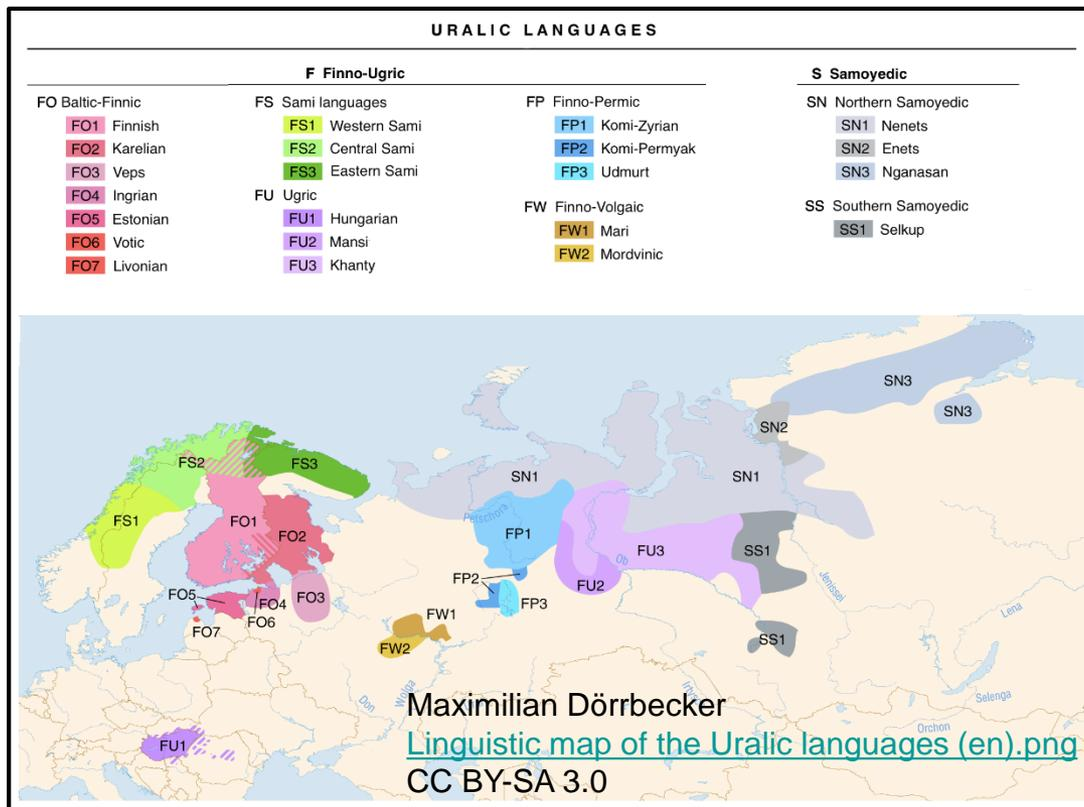 URALIC LANGUAGES
F Finno-Ugric
S Samoyedic
FO Baltic-Finnic
FO1 Finnish
FO2 Karelian
FO3 Veps
FO4 Ingrian
FO5 Estonian
FO6 Votic
FO7 Livonian
FS Sami languages
FS1 Western Sami
FS2 Central Sami
FS3 Eastern Sami
FU Ugric
FU1 Hungarian
FU2 Mansi
FU3 Khanty
FP Finno-Permic
FP1 Komi-Zyrian
FP2 Komi-Permyak
FP3 Udmurt
FW Finno-Volgaic
FW1 Mari
FW2 Mordvinic
SN Northern Samoyedic
SN1 Nenets
SN2 Enets
SN3 Nganasan
SS Southern Samoyedic
SS1 Selkup
SN3
SN3
SN2
FS2
FS3
SN1
SN1
FS1
FO1
FO2
Petschora
FP1
SS1
FU3
Ob
FP2
FU2
FO5
FO4
FO3
FP3
Jenissei
Lena
FO7
FO6
FW1
FW2
SS1
Don
Wolga
Selenga
Orchon
FU1
Maximilian Dörrbecker
Linguistic map of the Uralic languages (en).png
CC BY-SA 3.0